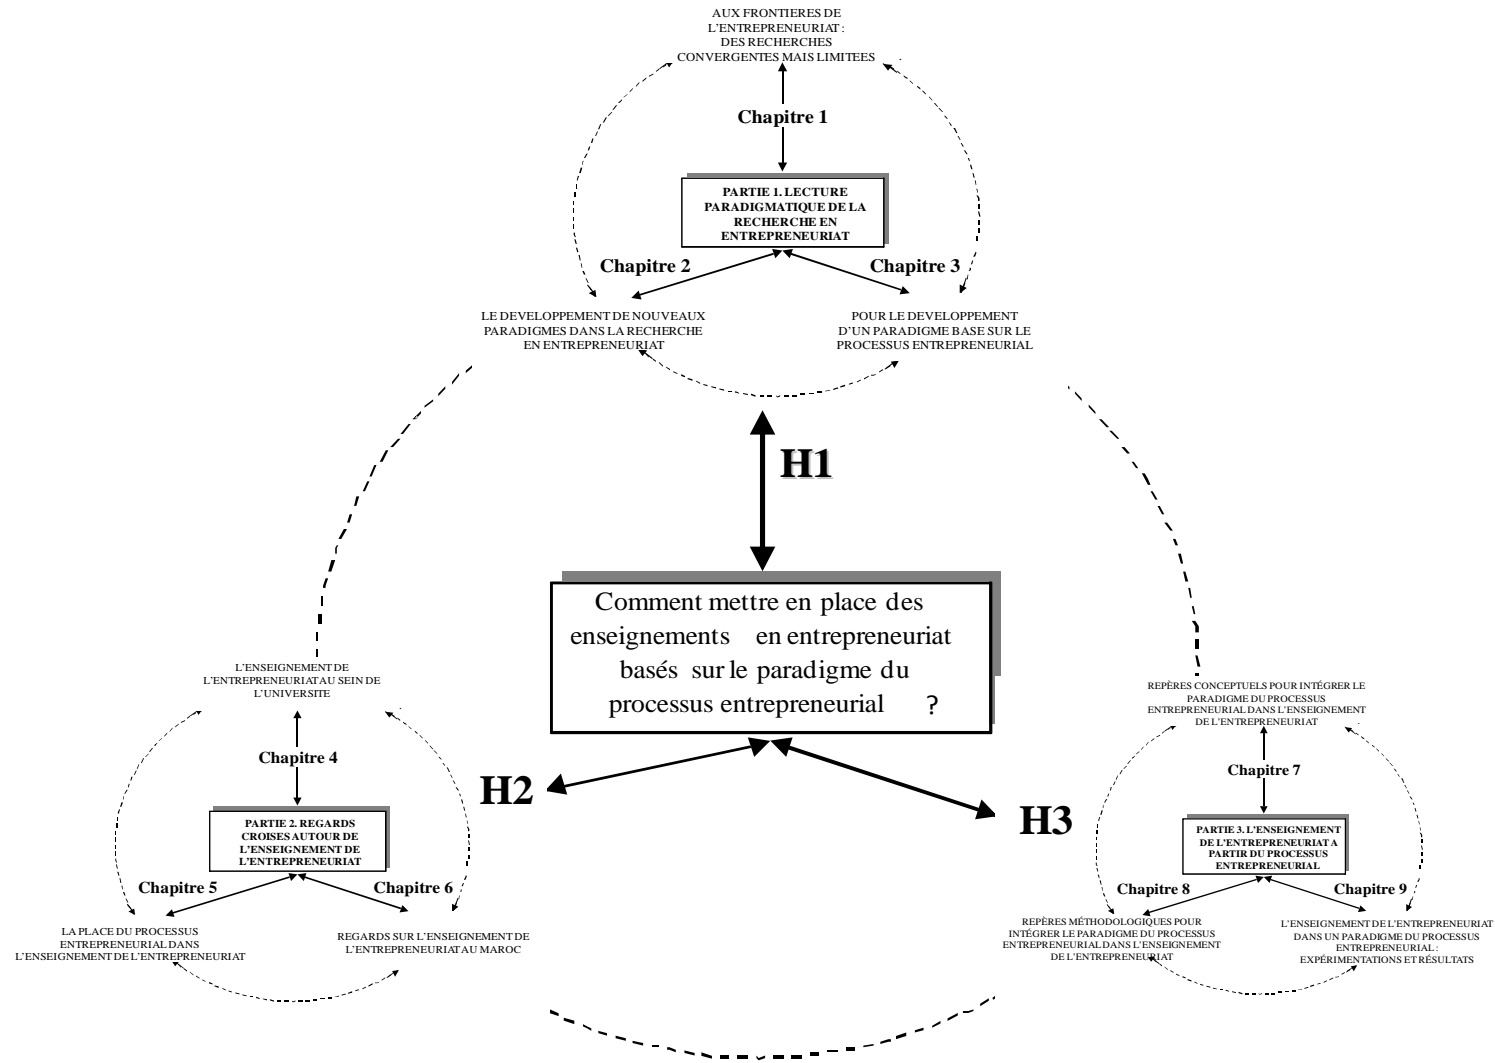 AUX FRONTIERES DE
L'ENTREPRENEURIAT :
DES RECHERCHES
CONVERGENTES MAIS LIMITEES
Chapitre 1
PARTIE 1. LECTURE
PARADIGMATIQUE DE LA
RECHERCHE EN
ENTREPRENEURIAT
Chapitre 2
Chapitre 3
LE DEVELOPPEMENT DE NOUVEAUX
PARADIGMES DANS LA RECHERCHE
EN ENTREPRENEURIAT
POUR LE DEVELOPPEMENT
D'UN PARADIGME BASE SUR LE
PROCESSUS ENTREPRENEURIAL
H1
Comment mettre en place des
enseignements en entrepreneuriat
basés sur le paradigme du
processus entrepreneurial ?
H2
H3
L'ENSEIGNEMENT DE
L'ENTREPRENEURIAT AU SEIN DE
L'UNIVERSITE
Chapitre 4
PARTIE 2. REGARDS
CROISES AUTOUR DE
L'ENSEIGNEMENT DE
L'ENTREPRENEURIAT
Chapitre 5
Chapitre 6
LA PLACE DU PROCESSUS
ENTREPRENEURIAL DANS
L'ENSEIGNEMENT DE L'ENTREPRENEURIAT
REGARDS SUR L'ENSEIGNEMENT DE
L'ENTREPRENEURIAT AU MAROC
REPÈRES CONCEPTUELS POUR INTÉGRER LE
PARADIGME DU PROCESSUS
ENTREPRENEURIAL DANS L'ENSEIGNEMENT
DE L'ENTREPRENEURIAT
Chapitre 7
PARTIE 3. L'ENSEIGNEMENT
DE L'ENTREPRENEURIAT A
PARTIR DU PROCESSUS
ENTREPRENEURIAL
Chapitre 8
Chapitre 9
REPÈRES MÉTHODOLOGIQUES POUR
INTÉGRER LE PARADIGME DU PROCESSUS
ENTREPRENEURIAL DANS L'ENSEIGNEMENT
DE L'ENTREPRENEURIAT
L'ENSEIGNEMENT DE L'ENTREPRENEURIAT
DANS UN PARADIGME DU PROCESSUS
ENTREPRENEURIAL :
EXPÉRIMENTATIONS ET RÉSULTATS